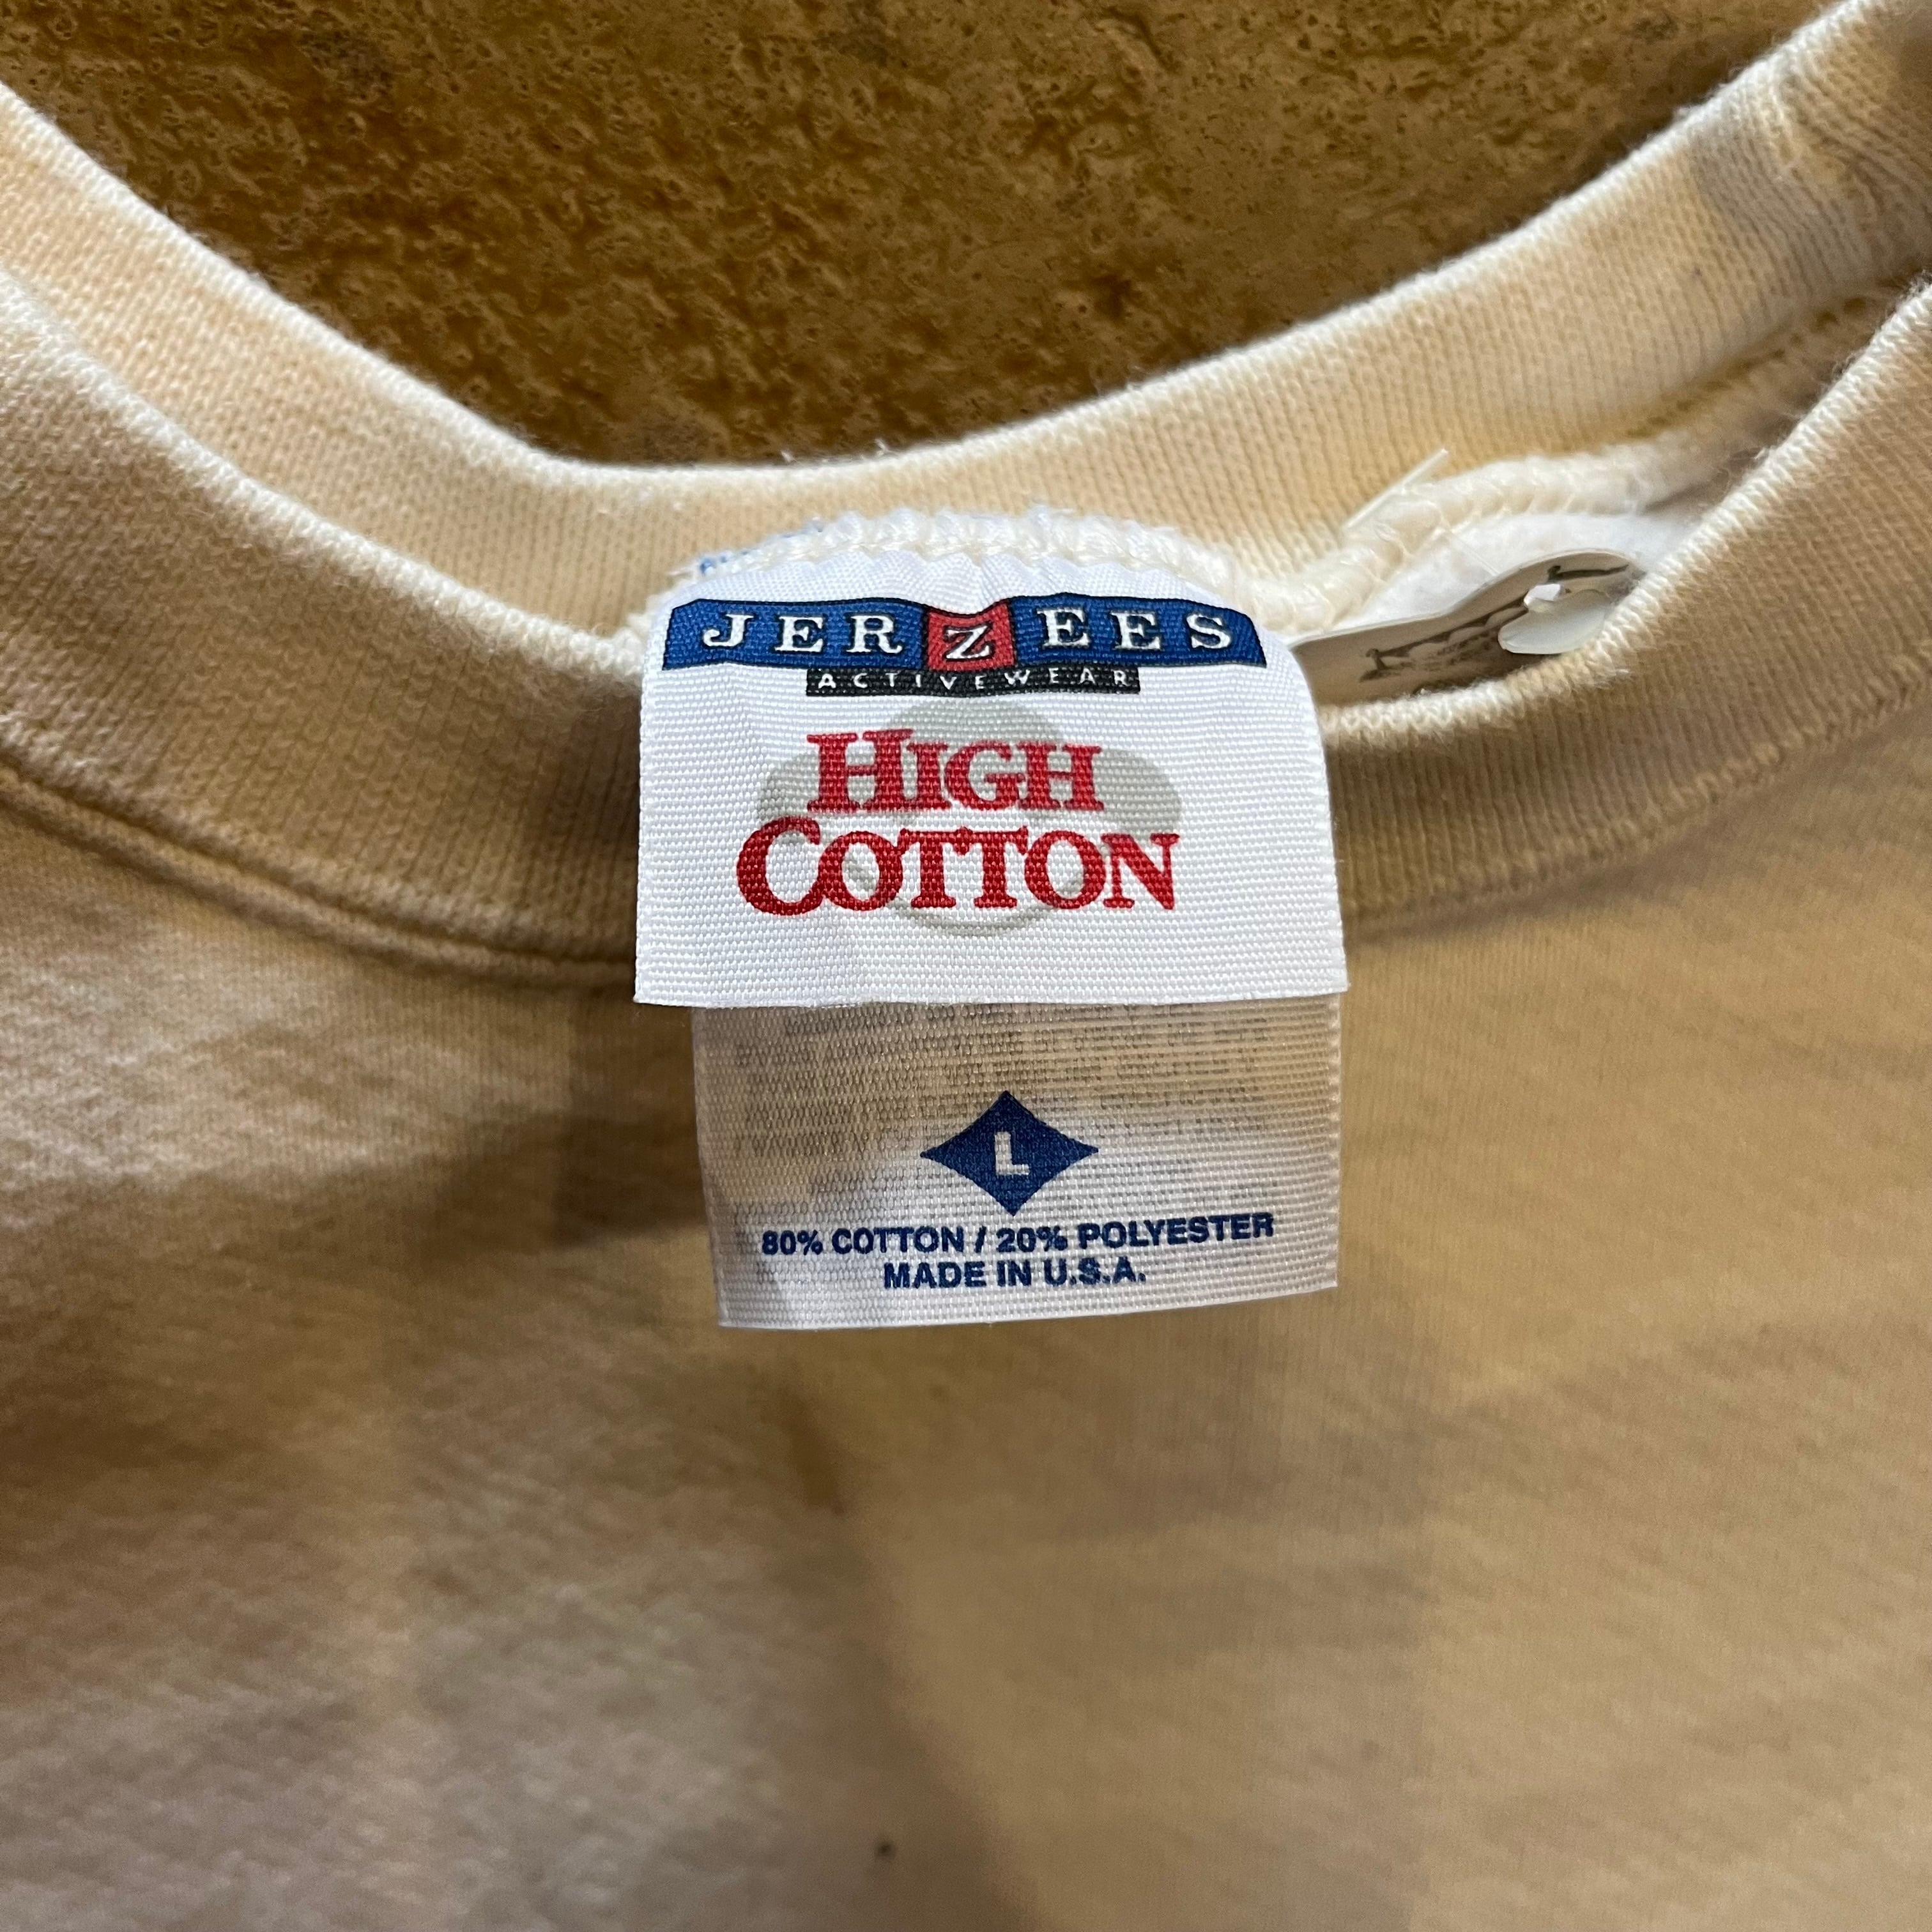 JERZEES
ACTIVEWEAR
HIGH
COTTON
L
80% COTTON / 20% POLYESTER
MADE IN U.S.A.